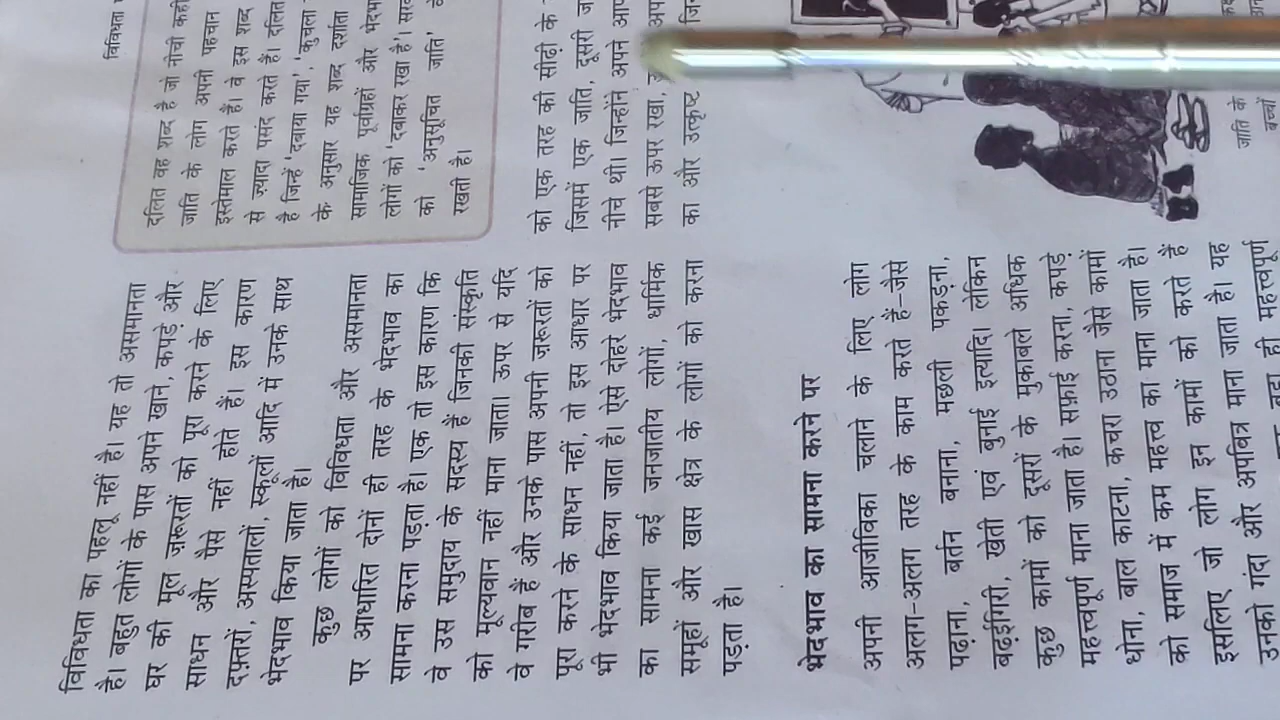 विविधता
विविधता का पहलू नहीं है। यह तो असमानता
है। बहुत लोगों के पास अपने खाने, कपड़े और
घर की मूल ज़रूरतों को पूरा करने के लिए
साधन और पैसे नहीं होते हैं। इस कारण
दफ़्तरों, अस्पतालों, स्कूलों आदि में उनके साथ
भेदभाव किया जाता है।
कुछ लोगों को विविधता और असमानता
पर आधारित दोनों ही तरह के भेदभाव का
सामना करना पड़ता है। एक तो इस कारण कि
वे उस समुदाय के सदस्य हैं जिनकी संस्कृति
को मूल्यवान नहीं माना जाता। ऊपर से यदि
वे गरीब हैं और उनके पास अपनी ज़रूरतों को
पूरा करने के साधन नहीं, तो इस आधार पर
भी भेदभाव किया जाता है। ऐसे दोहरे भेदभाव
का सामना कई जनजातीय लोगों, धार्मिक
समूहों और खास क्षेत्र के लोगों को करना
पड़ता है।
भेदभाव का सामना करने पर
अपनी आजीविका चलाने के लिए लोग
अलग-अलग तरह के काम करते हैं-जैसे
पढ़ाना, बर्तन बनाना, मछली पकड़ना,
बढ़ईगिरी, खेती एवं बुनाई इत्यादि। लेकिन
कुछ कामों को दूसरों के मुकाबले अधिक
महत्त्वपूर्ण माना जाता है। सफ़ाई करना, कपड़े
धोना, बाल काटना, कचरा उठाना जैसे कामों
को समाज में कम महत्त्व का माना जाता है।
इसलिए जो लोग इन कामों को करते हैं
उनको गंदा और अपवित्र माना जाता है। यह
महत्त्वपूर्ण
दलित वह शब्द है जो नीची कही
जाति के लोग अपनी पहचान
इस्तेमाल करते हैं। वे इस शब्द
से ज़्यादा पसंद करते हैं। दलित
है जिन्हें 'दबाया गया', 'कुचला
के अनुसार यह शब्द दर्शाता
सामाजिक पूर्वाग्रहों और
लोगों को 'दबाकर रखा है'।
को 'अनुसूचित जाति'
रखती है।
को एक तरह की सीढ़ी के
जिसमें एक जाति, दूसरी
नीचे थी। जिन्होंने अपने
सबसे ऊपर रखा,
का और उत्कृष्ट
जाति के
बच्चों